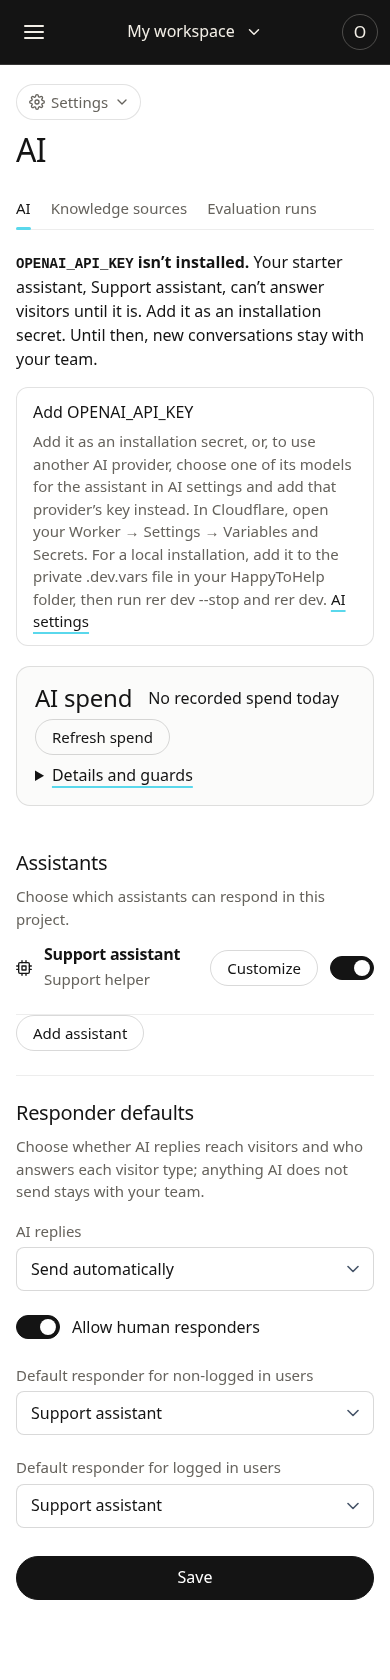 My workspace
O
Settings
AI
AI Knowledge sources Evaluation runs
OPENAI_API_KEY isn’t installed. Your starter
assistant, Support assistant, can’t answer
visitors until it is. Add it as an installation
secret. Until then, new conversations stay with
your team.
Add OPENAI_API_KEY
Add it as an installation secret, or, to use
another AI provider, choose one of its models
for the assistant in AI settings and add that
provider’s key instead. In Cloudflare, open
your Worker → Settings → Variables and
Secrets. For a local installation, add it to the
private .dev.vars file in your HappyToHelp
folder, then run rer dev --stop and rer dev. AI
settings
AI spend No recorded spend today
Refresh spend
Details and guards
Assistants
Choose which assistants can respond in this
project.
Support assistant
Support helper
Customize
Add assistant
Responder defaults
Choose whether AI replies reach visitors and who
answers each visitor type; anything AI does not
send stays with your team.
AI replies
Send automatically
Allow human responders
Default responder for non-logged in users
Support assistant
Default responder for logged in users
Support assistant
Save